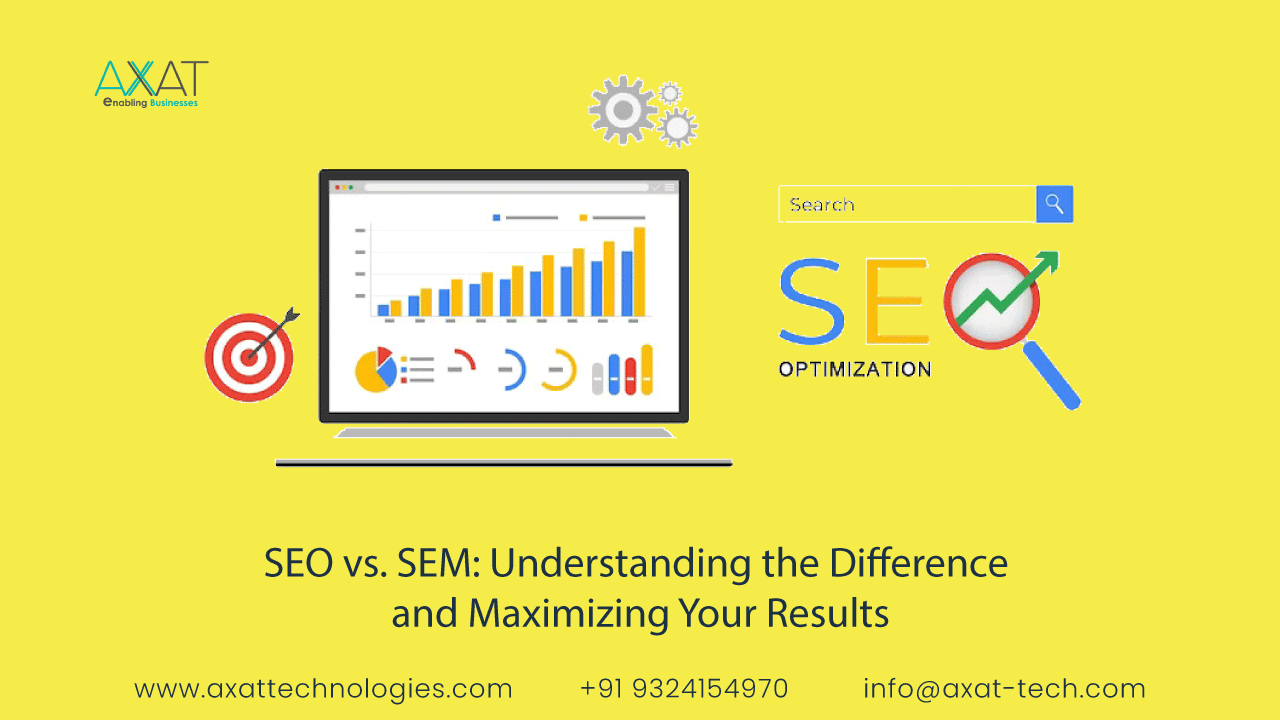 AXAT
enabling Businesses
Search
SEO
OPTIMIZATION
SEO vs. SEM: Understanding the Difference
and Maximizing Your Results
www.axattechnologies.com +91 9324154970 info@axat-tech.com